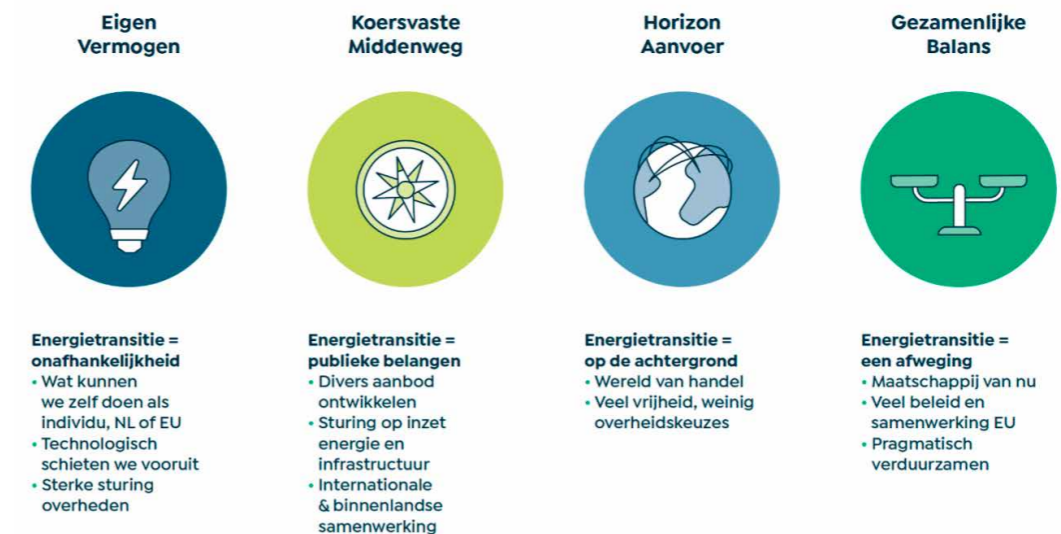 Eigen
Vermogen
Energietransitie =
onafhankelijkheid
• Wat kunnen
we zelf doen als
individu, NL of EU
• Technologisch
schieten we vooruit
• Sterke sturing
overheden
Koersvaste
Middenweg
Energietransitie =
publieke belangen
• Divers aanbod
ontwikkelen
• Sturing op inzet
energie en
infrastructuur
• Internationale
& binnenlandse
samenwerking
Horizon
Aanvoer
Energietransitie =
op de achtergrond
• Wereld van handel
• Veel vrijheid, weinig
overheidskeuzes
Gezamenlijke
Balans
Energietransitie =
een afweging
• Maatschappij van nu
• Veel beleid en
samenwerking EU
• Pragmatisch
verduurzamen